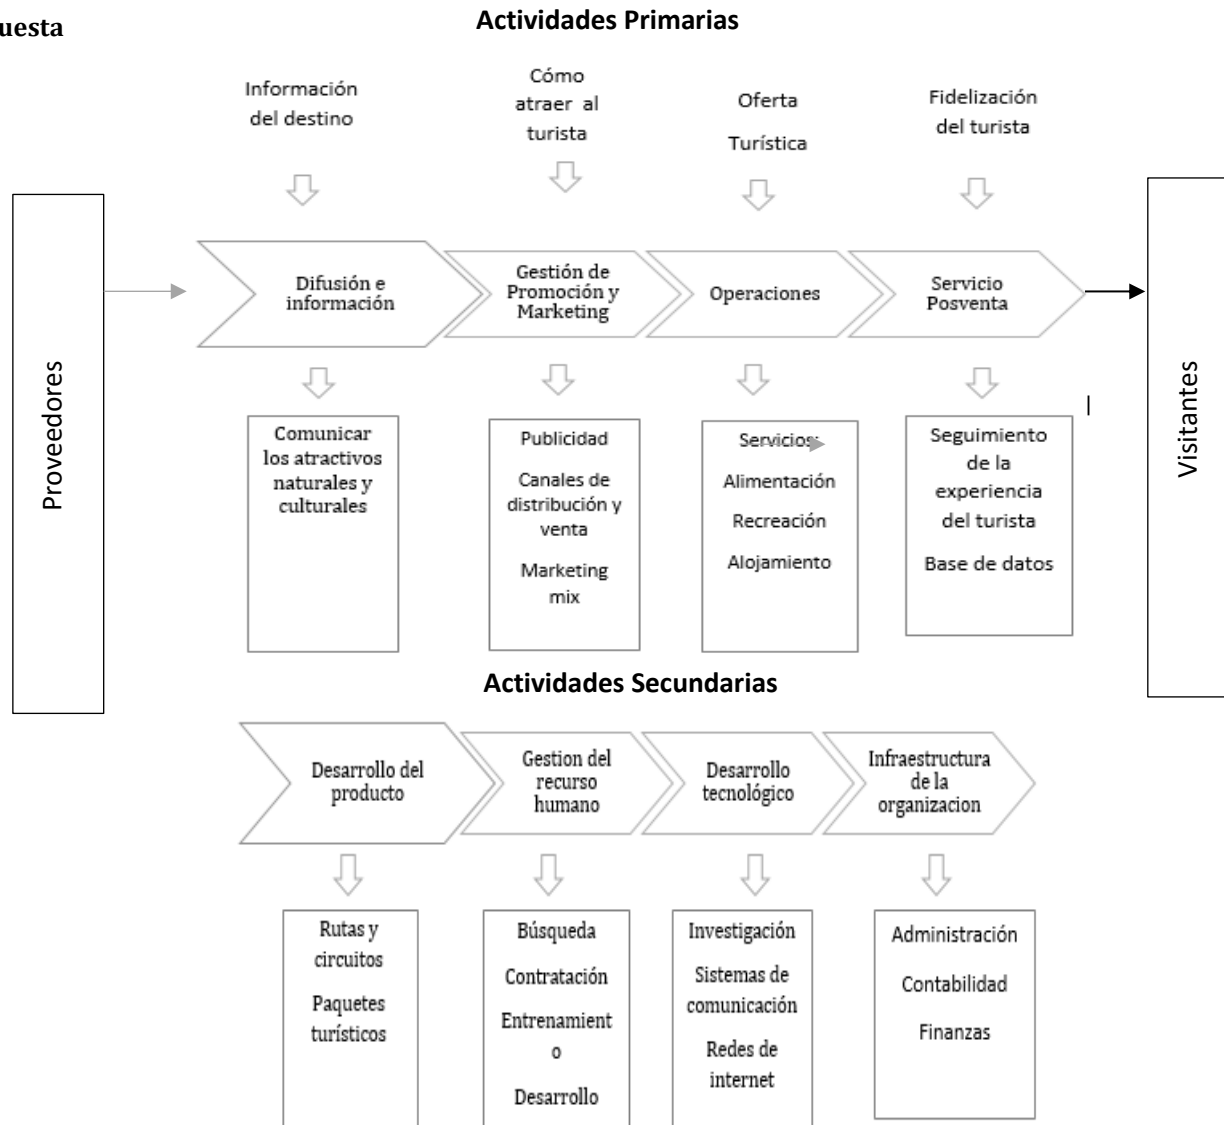 uesta
Actividades Primarias
Información
del destino
Cómo
atraer al
turista
Oferta
Turística
Fidelización
del turista
Proveedores
Difusión e
información
Gestión de
Promoción y
Marketing
Operaciones
Servicio
Posventa
Visitantes
Comunicar
los atractivos
naturales y
culturales
Publicidad
Canales de
distribución y
venta
Marketing
mix
Servicios:
Alimentación
Recreación
Alojamiento
Seguimiento
de la
experiencia
del turista
Base de datos
Actividades Secundarias
Desarrollo del
producto
Gestion del
recurso
humano
Desarrollo
tecnológico
Infraestructura
de la
organizacion
Rutas y
circuitos
Paquetes
turísticos
Búsqueda
Contratación
Entrenamient
o
Desarrollo
Investigación
Sistemas de
comunicación
Redes de
internet
Administración
Contabilidad
Finanzas